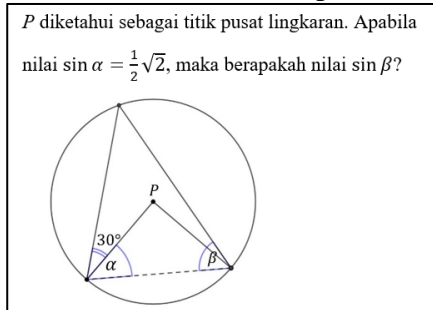 P diketahui sebagai titik pusat lingkaran. Apabila
nilai sin α = 1/2 √2, maka berapakah nilai sin β?
P
30°
α
β